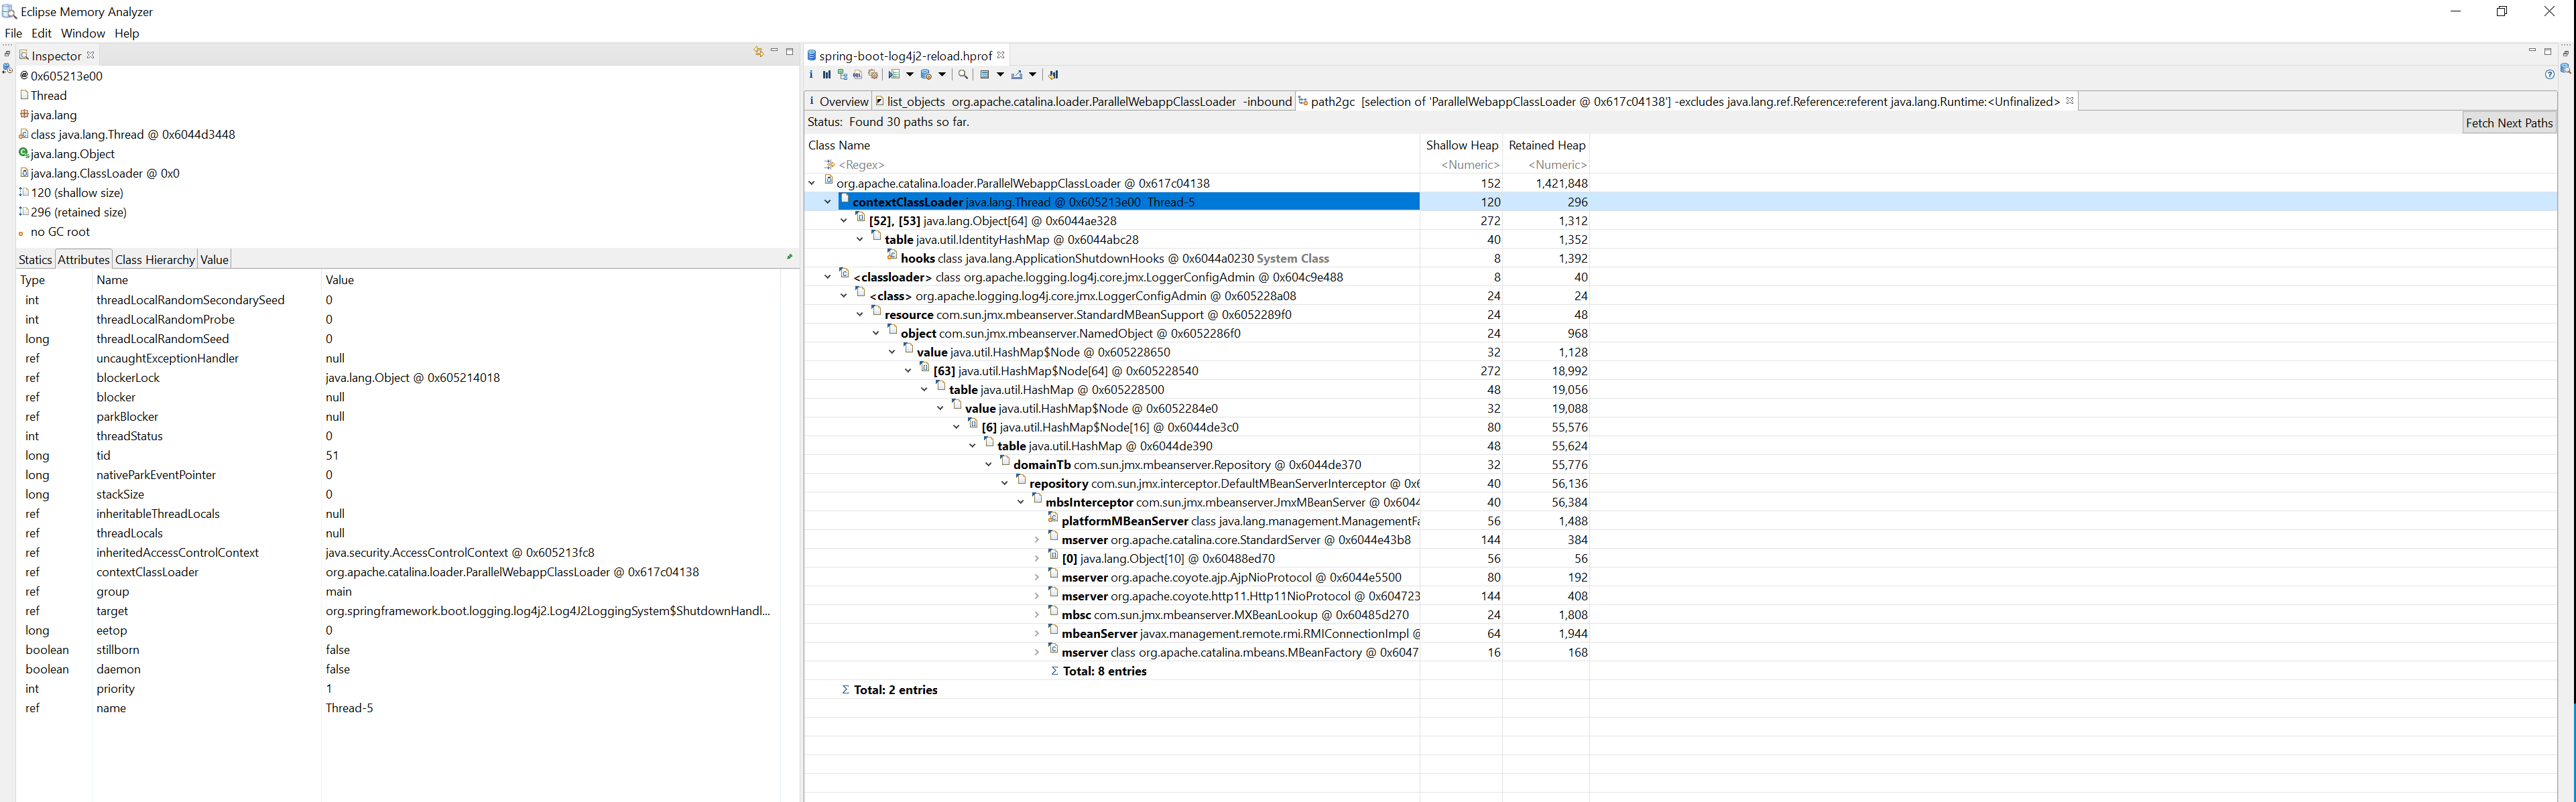 Eclipse Memory Analyzer
File Edit Window Help
Inspector
0x605213e00
Thread
java.lang
class java.lang.Thread @ 0x6044d3448
java.lang.Object
java.lang.ClassLoader @ 0x0
120 (shallow size)
296 (retained size)
no GC root
Statics Attributes Class Hierarchy Value
Type Name Value
int threadLocalRandomSecondarySeed 0
int threadLocalRandomProbe 0
long threadLocalRandomSeed 0
ref uncaughtExceptionHandler null
ref blockerLock java.lang.Object @ 0x605214018
ref blocker null
ref parkBlocker null
int threadStatus 0
long tid 51
long nativeParkEventPointer 0
long stackSize 0
ref inheritableThreadLocals null
ref threadLocals null
ref inheritedAccessControlContext java.security.AccessControlContext @ 0x605213fc8
ref contextClassLoader org.apache.catalina.loader.ParallelWebappClassLoader @ 0x617c04138
ref group main
ref target org.springframework.boot.logging.log4j2.Log4J2LoggingSystem$ShutdownHandl...
long eetop 0
boolean stillborn false
boolean daemon false
int priority 1
ref name Thread-5
spring-boot-log4j2-reload.hprof
Overview list_objects org.apache.catalina.loader.ParallelWebappClassLoader -inbound path2gc [selection of 'ParallelWebappClassLoader @ 0x617c04138'] -excludes java.lang.ref.Reference:referent java.lang.Runtime:<Unfinalized>
Status: Found 30 paths so far.
Fetch Next Paths
Class Name Shallow Heap Retained Heap
<Regex> <Numeric> <Numeric>
org.apache.catalina.loader.ParallelWebappClassLoader @ 0x617c04138 152 1,421,848
contextClassLoader java.lang.Thread @ 0x605213e00 Thread-5 120 296
[52], [53] java.lang.Object[64] @ 0x6044ae328 272 1,312
table java.util.IdentityHashMap @ 0x6044abc28 40 1,352
hooks class java.lang.ApplicationShutdownHooks @ 0x6044a0230 System Class 8 1,392
<classloader> class org.apache.logging.log4j.core.jmx.LoggerConfigAdmin @ 0x604c9e488 8 40
<class> org.apache.logging.log4j.core.jmx.LoggerConfigAdmin @ 0x605228a08 24 24
resource com.sun.jmx.mbeanserver.StandardMBeanSupport @ 0x6052289f0 24 48
object com.sun.jmx.mbeanserver.NamedObject @ 0x6052286f0 24 968
value java.util.HashMap$Node @ 0x605228650 32 1,128
[63] java.util.HashMap$Node[64] @ 0x605228540 272 18,992
table java.util.HashMap @ 0x605228500 48 19,056
value java.util.HashMap$Node @ 0x6052284e0 32 19,088
[6] java.util.HashMap$Node[16] @ 0x6044de3c0 80 55,576
table java.util.HashMap @ 0x6044de390 48 55,624
domainTb com.sun.jmx.mbeanserver.Repository @ 0x6044de370 32 55,776
repository com.sun.jmx.interceptor.DefaultMBeanServerInterceptor @ 0x6 40 56,136
mbsInterceptor com.sun.jmx.mbeanserver.JmxMBeanServer @ 0x6044 40 56,384
platformMBeanServer class java.lang.management.ManagementFa 56 1,488
mserver org.apache.catalina.core.StandardServer @ 0x6044e43b8 144 384
[0] java.lang.Object[10] @ 0x60488ed70 56 56
mserver org.apache.coyote.ajp.AjpNioProtocol @ 0x6044e5500 80 192
mserver org.apache.coyote.http11.Http11NioProtocol @ 0x604723 144 408
mbsc com.sun.jmx.mbeanserver.MXBeanLookup @ 0x60485d270 24 1,808
mbeanServer javax.management.remote.rmi.RMIConnectionImpl @ 64 1,944
mserver class org.apache.catalina.mbeans.MBeanFactory @ 0x6047 16 168
Total: 8 entries
Total: 2 entries